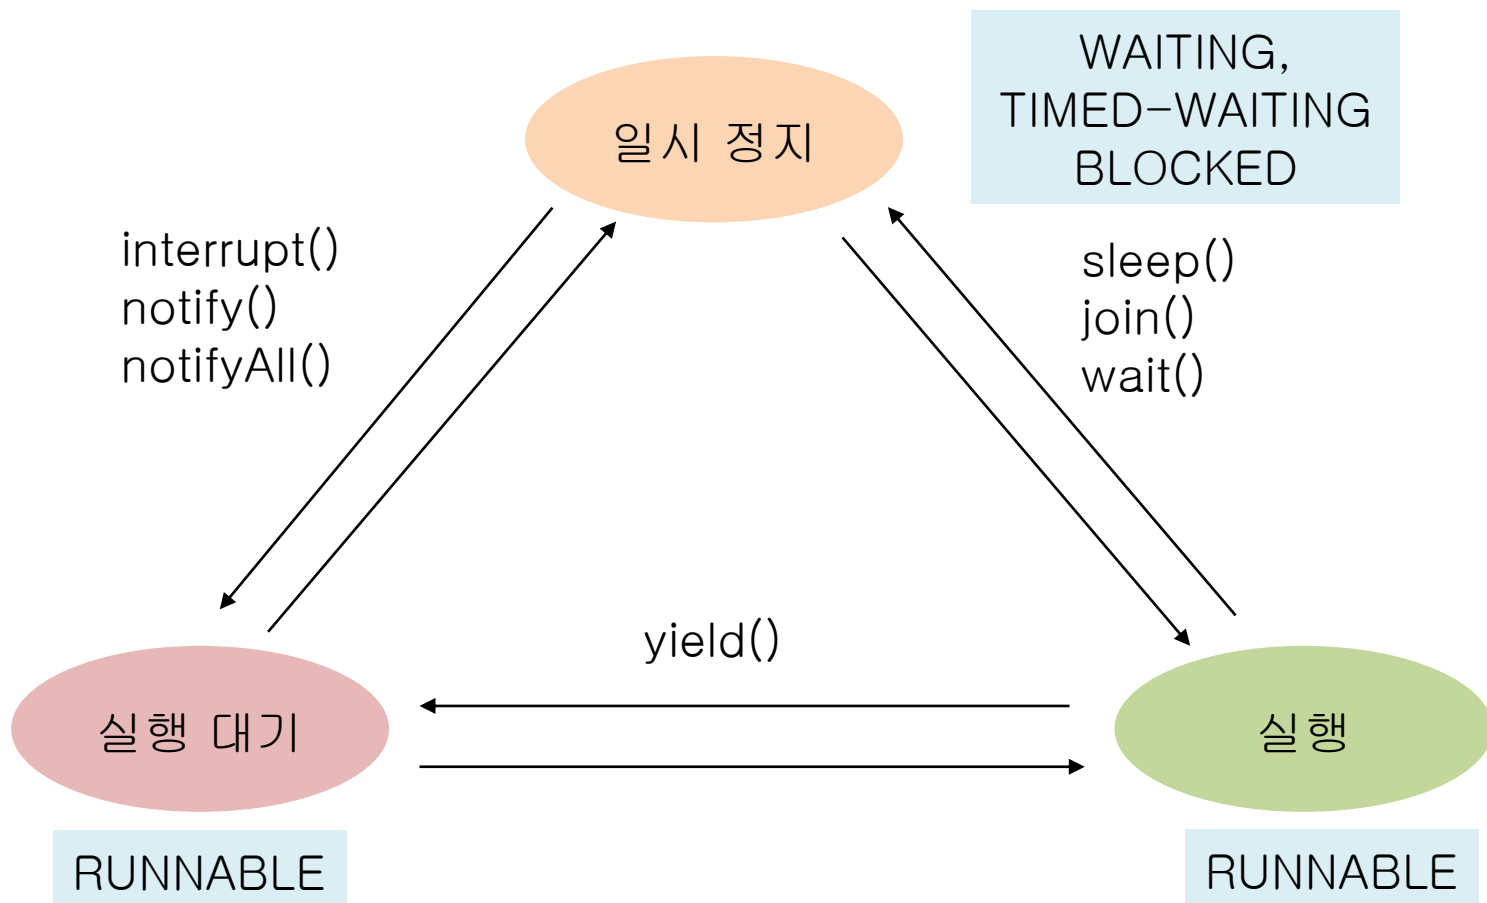 WAITING,
TIMED-WAITING
BLOCKED
일시 정지
interrupt()
notify()
notifyAll()
sleep()
join()
wait()
yield()
실행 대기
실행
RUNNABLE
RUNNABLE